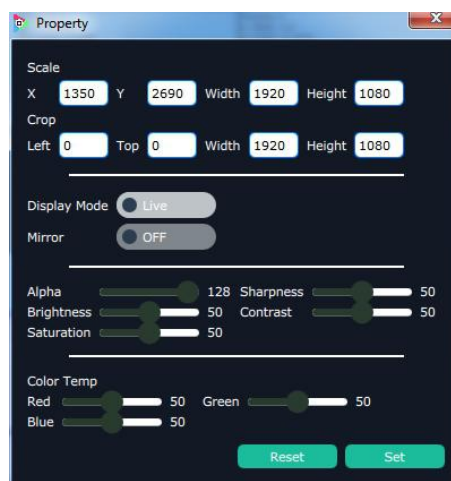 Property
Scale
X 1350 Y 2690 Width 1920 Height 1080
Crop
Left 0 Top 0 Width 1920 Height 1080
Display Mode Live
Mirror OFF
Alpha 128 Sharpness 50
Brightness 50 Contrast 50
Saturation 50
Color Temp
Red 50 Green 50
Blue 50
Reset Set